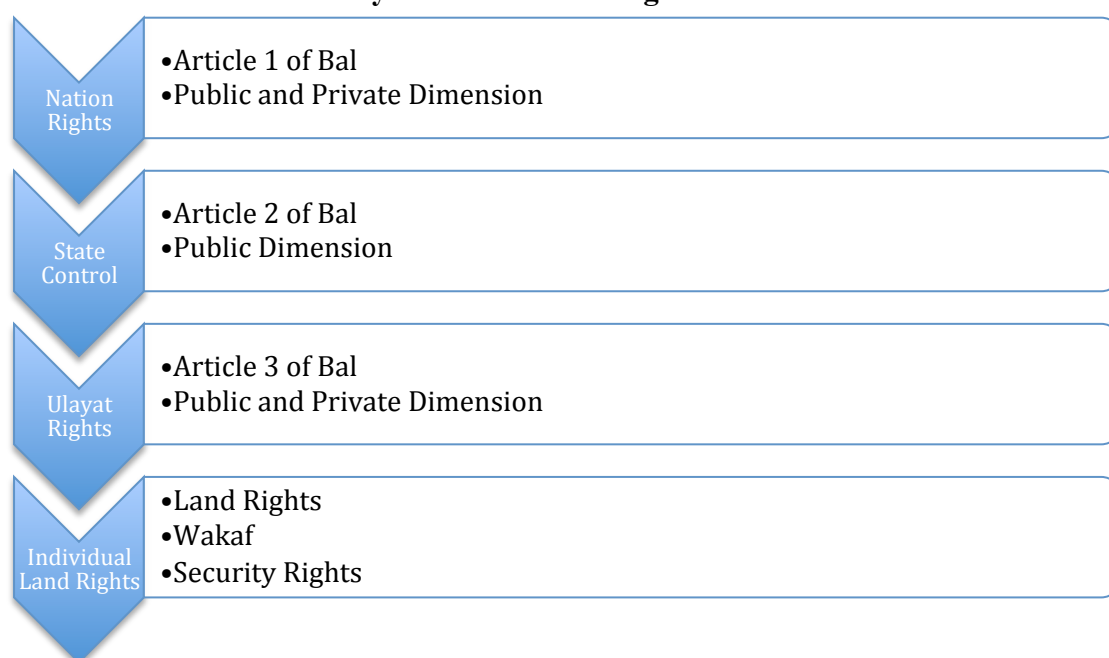 Nation
Rights
•Article 1 of Bal
•Public and Private Dimension
State
Control
•Article 2 of Bal
•Public Dimension
Ulayat
Rights
•Article 3 of Bal
•Public and Private Dimension
Individual
Land Rights
•Land Rights
•Wakaf
•Security Rights